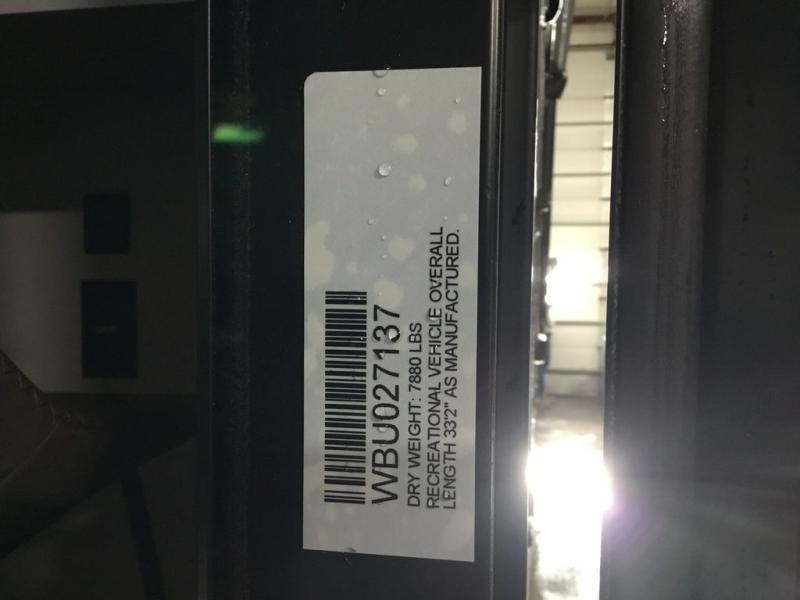 WBU027137
DRY WEIGHT: 7880 LBS
RECREATIONAL VEHICLE OVERALL
LENGTH 33'2" AS MANUFACTURED.